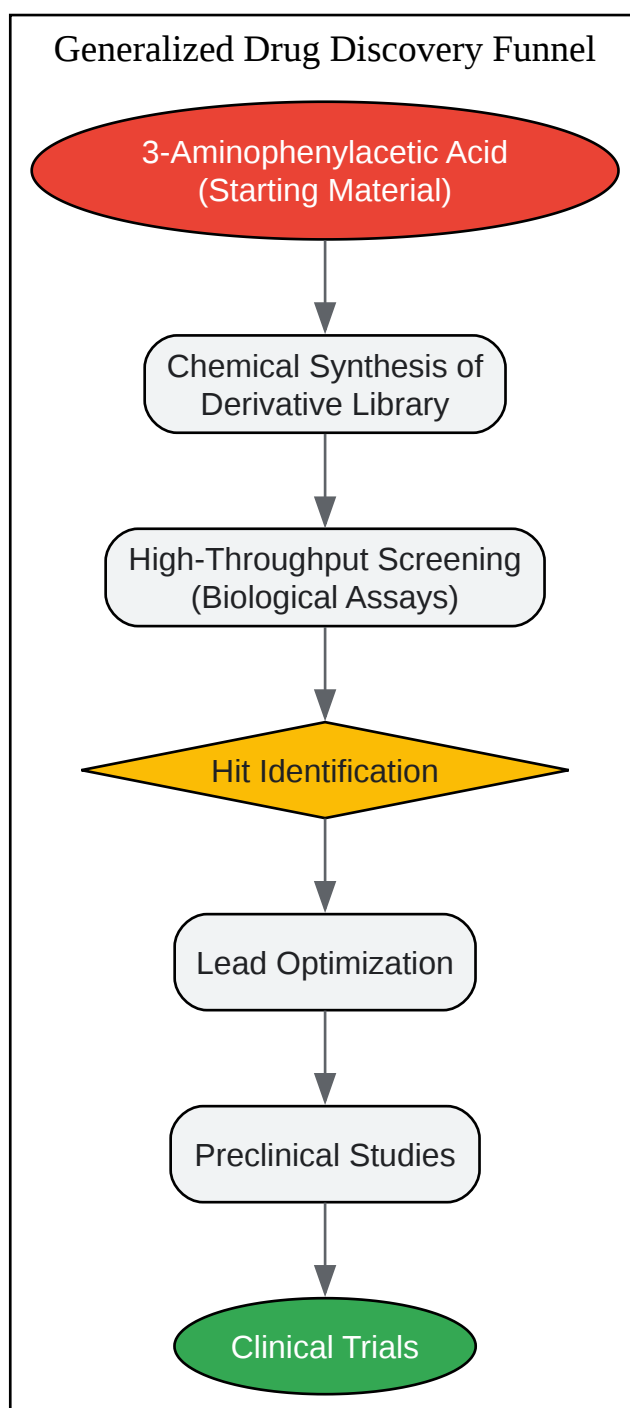 Generalized Drug Discovery Funnel
3-Aminophenylacetic Acid
(Starting Material)
Chemical Synthesis of
Derivative Library
High-Throughput Screening
(Biological Assays)
Hit Identification
Lead Optimization
Preclinical Studies
Clinical Trials